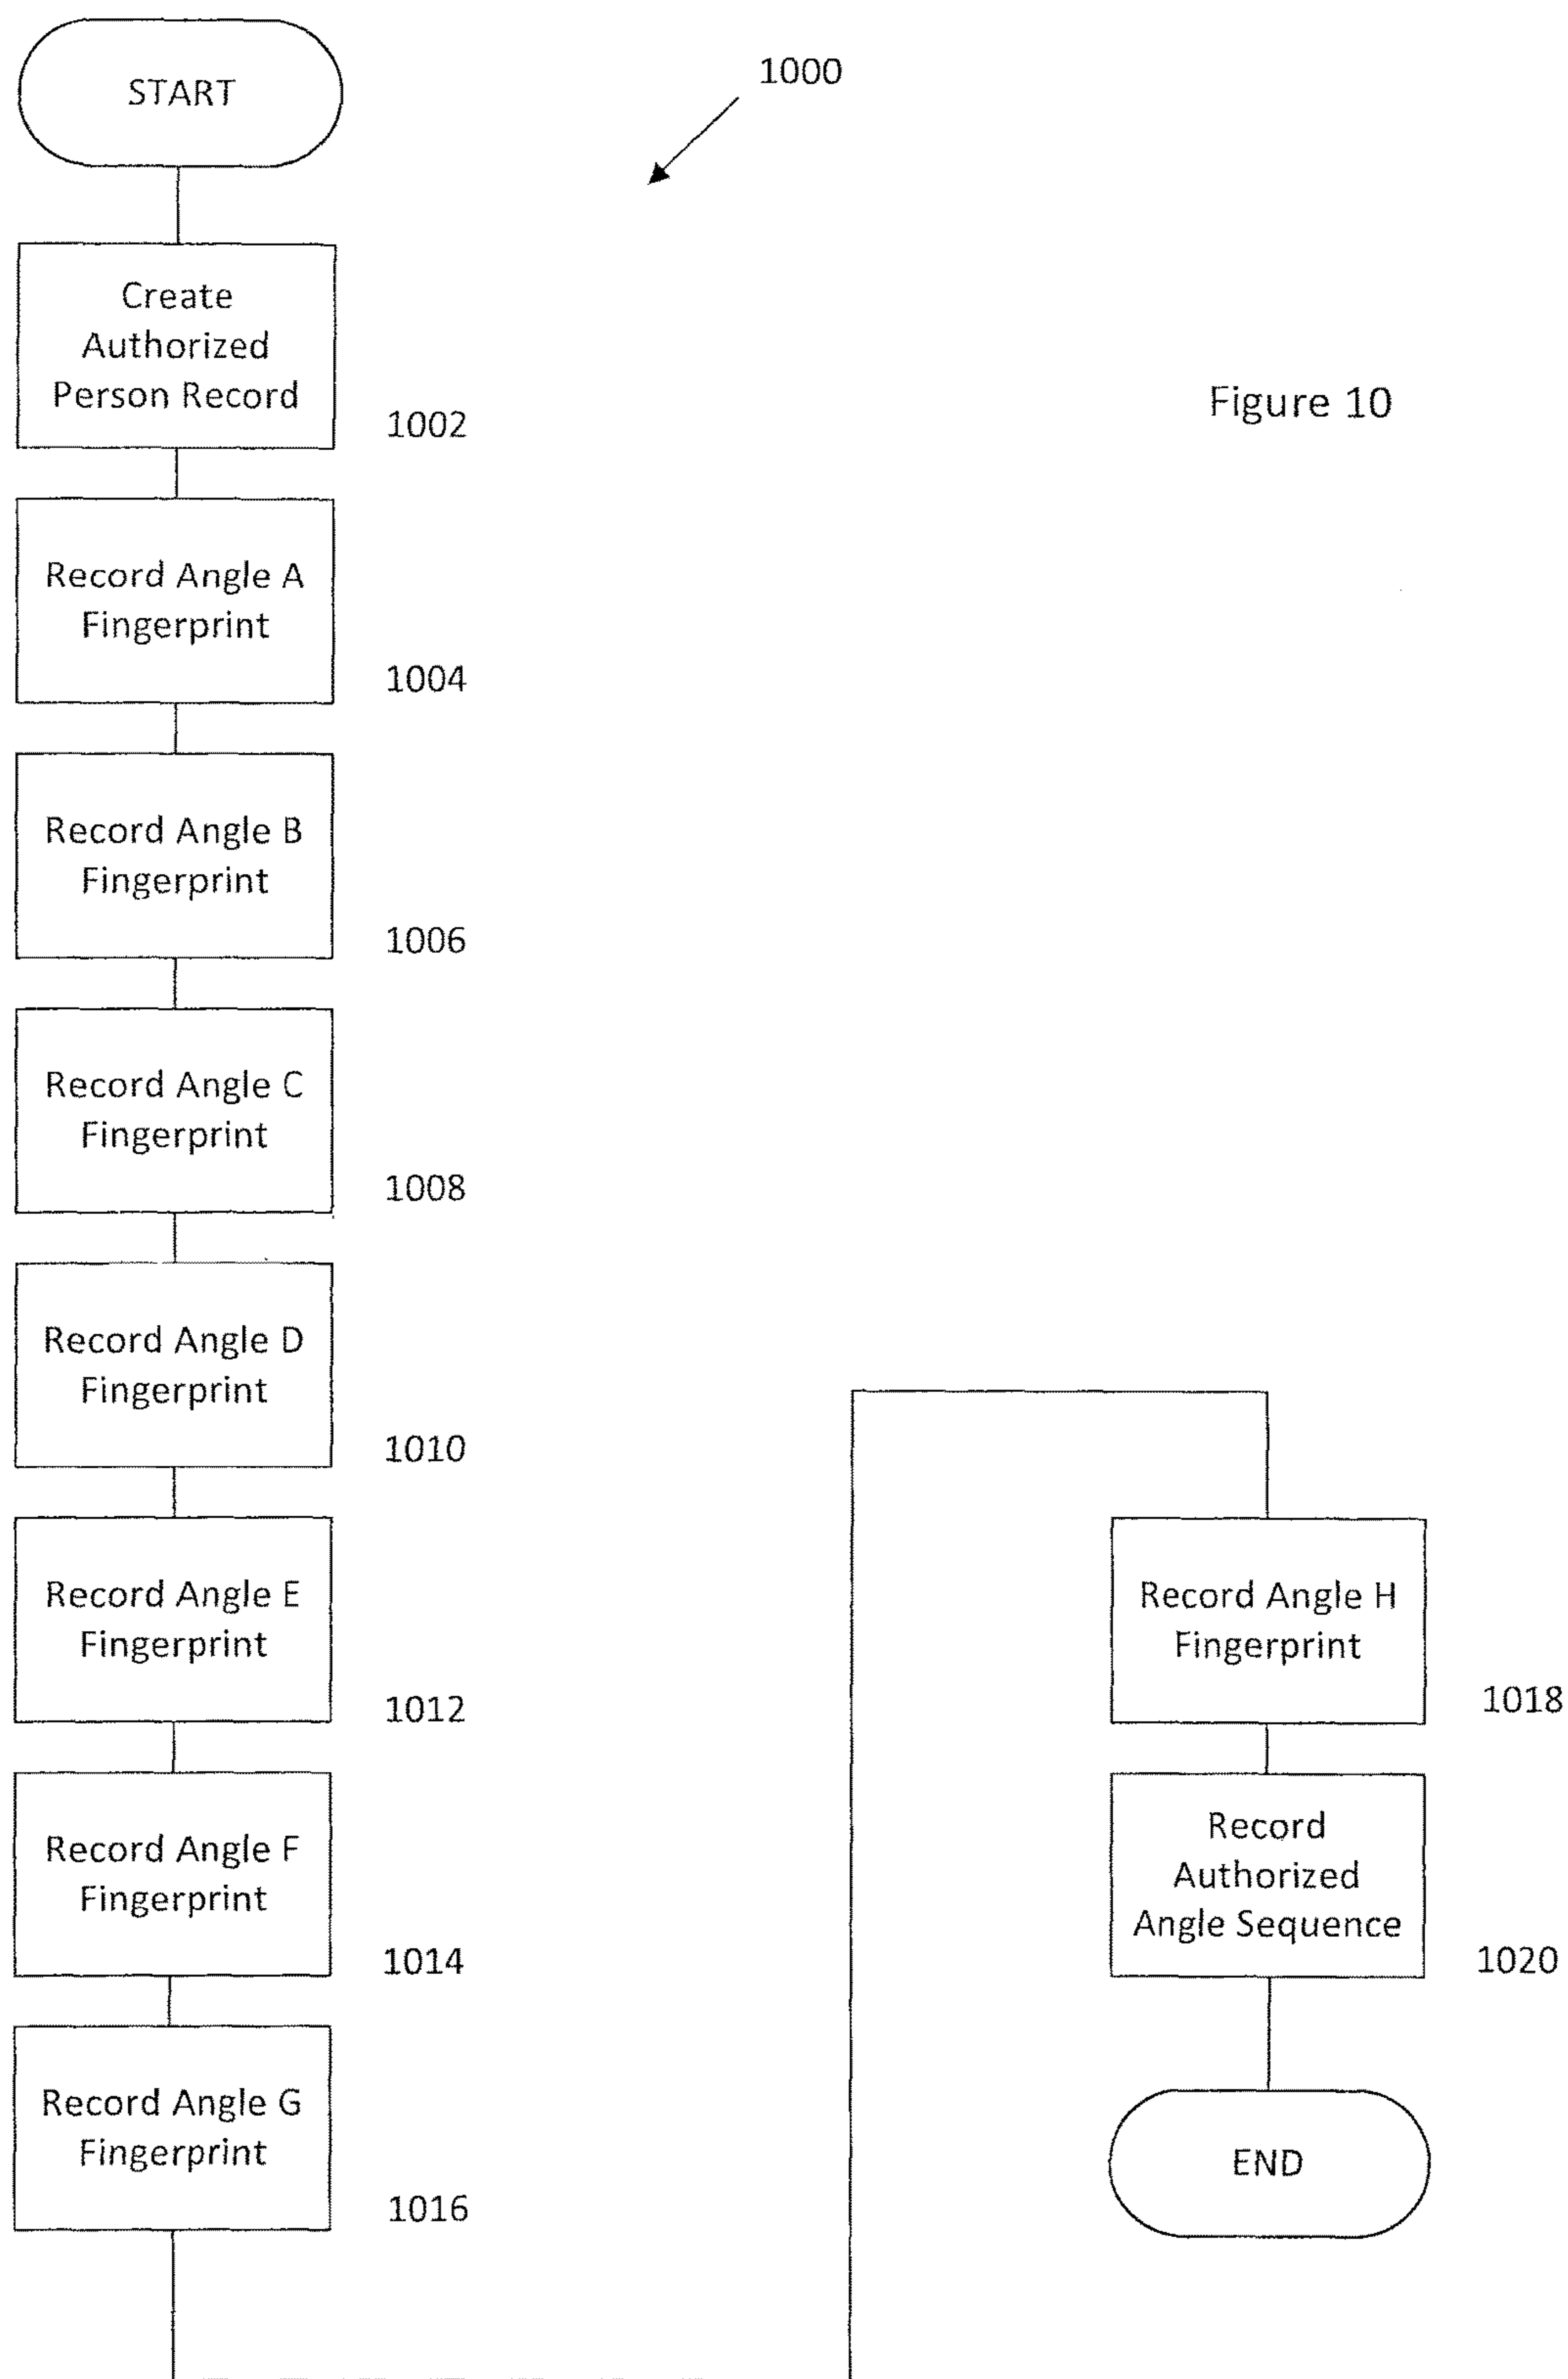 START
1000
Create
Authorized
Person Record
1002
Figure 10
Record Angle A
Fingerprint
1004
Record Angle B
Fingerprint
1006
Record Angle C
Fingerprint
1008
Record Angle D
Fingerprint
1010
Record Angle E
Fingerprint
1012
Record Angle F
Fingerprint
1014
Record Angle G
Fingerprint
1016
Record Angle H
Fingerprint
1018
Record
Authorized
Angle Sequence
1020
END